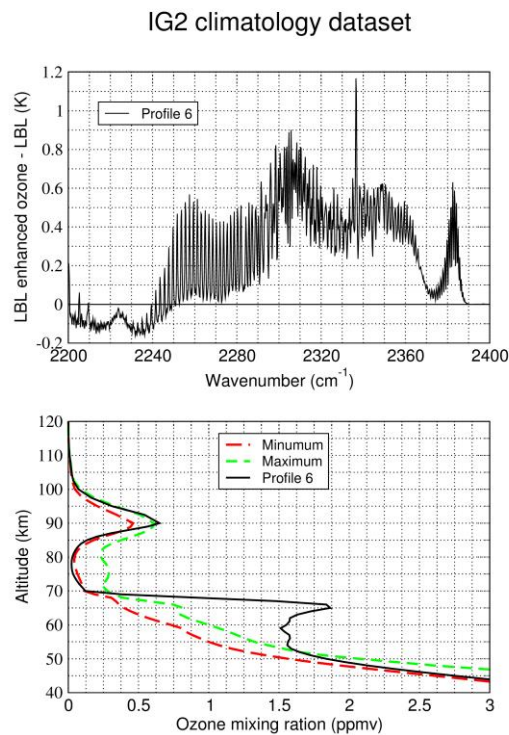 IG2 climatology dataset
1.2
1
0.8
0.6
0.4
0.2
0
-0.2
LBL enhanced ozone - LBL (K)
Profile 6
2200 2240 2280 2320 2360 2400
Wavenumber (cm-1)
120
110
100
90
80
70
60
50
40
Altitude (km)
Minumum
Maximum
Profile 6
0 0.5 1 1.5 2 2.5 3
Ozone mixing ration (ppmv)